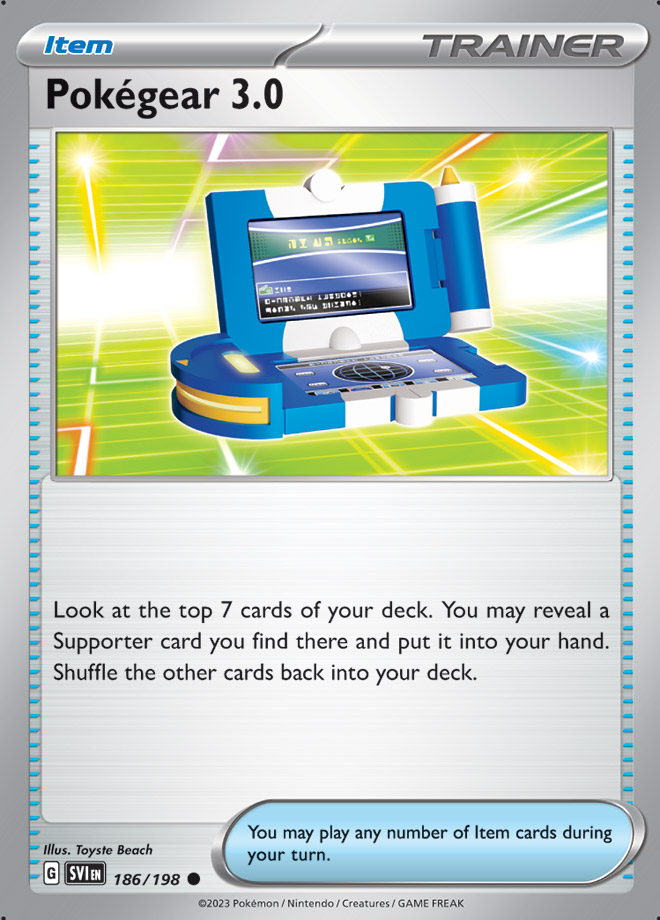 Item
TRAINER
Pokégear 3.0
Look at the top 7 cards of your deck. You may reveal a
Supporter card you find there and put it into your hand.
Shuffle the other cards back into your deck.
You may play any number of Item cards during
your turn.
Illus. Toyste Beach
G SVI EN 186/198
©2023 Pokémon / Nintendo / Creatures / GAME FREAK